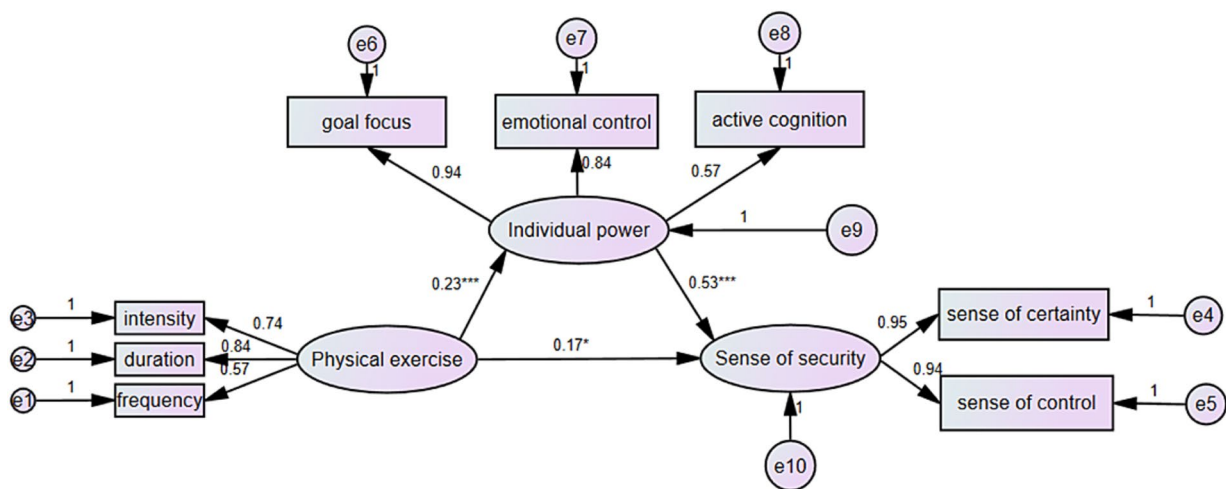 e6
e7
e8
1
1
1
goal focus
emotional control
active cognition
0.94
0.84
0.57
Individual power
1
e9
0.23***
0.53***
e3
1
intensity
0.74
e2
1
duration
0.84
e1
1
frequency
0.57
Physical exercise
0.17*
Sense of security
0.95
sense of certainty
1
e4
0.94
sense of control
1
e5
1
e10